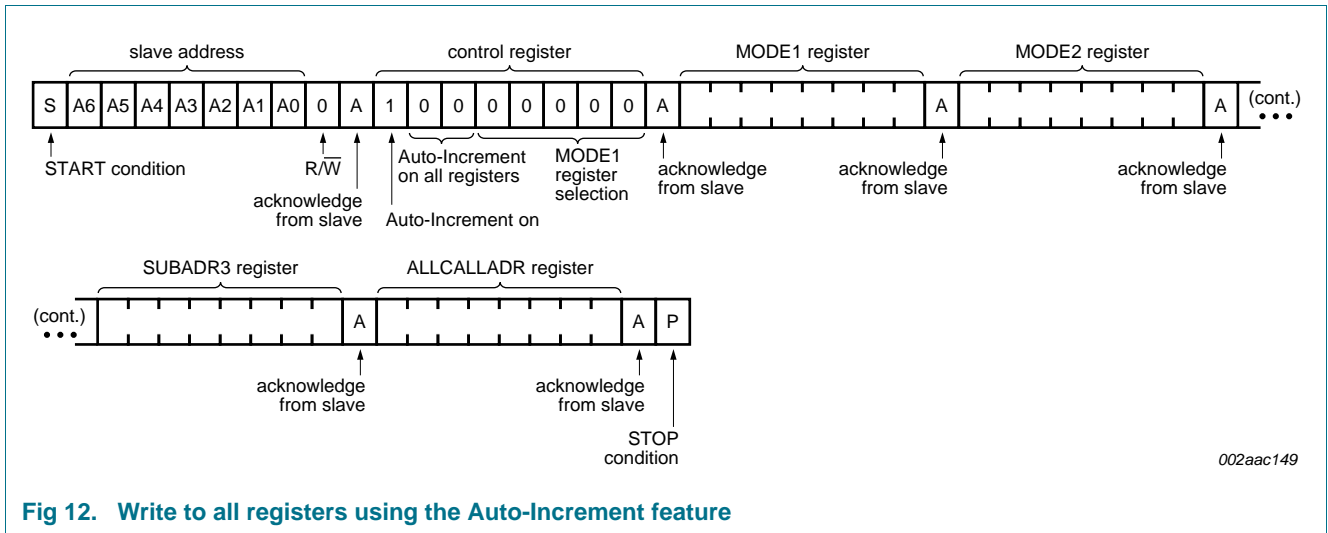 slave address control register MODE1 register MODE2 register
S A6 A5 A4 A3 A2 A1 A0 0 A 1 0 0 0 0 0 0 0 A A A (cont.)
•••
START condition
R/W̅
acknowledge
from slave
Auto-Increment
on all registers
Auto-Increment on
MODE1
register
selection
acknowledge
from slave
acknowledge
from slave
acknowledge
from slave
SUBADR3 register ALLCALLADR register
(cont.)
•••
A A P
acknowledge
from slave
acknowledge
from slave
STOP
condition
002aac149
Fig 12. Write to all registers using the Auto-Increment feature